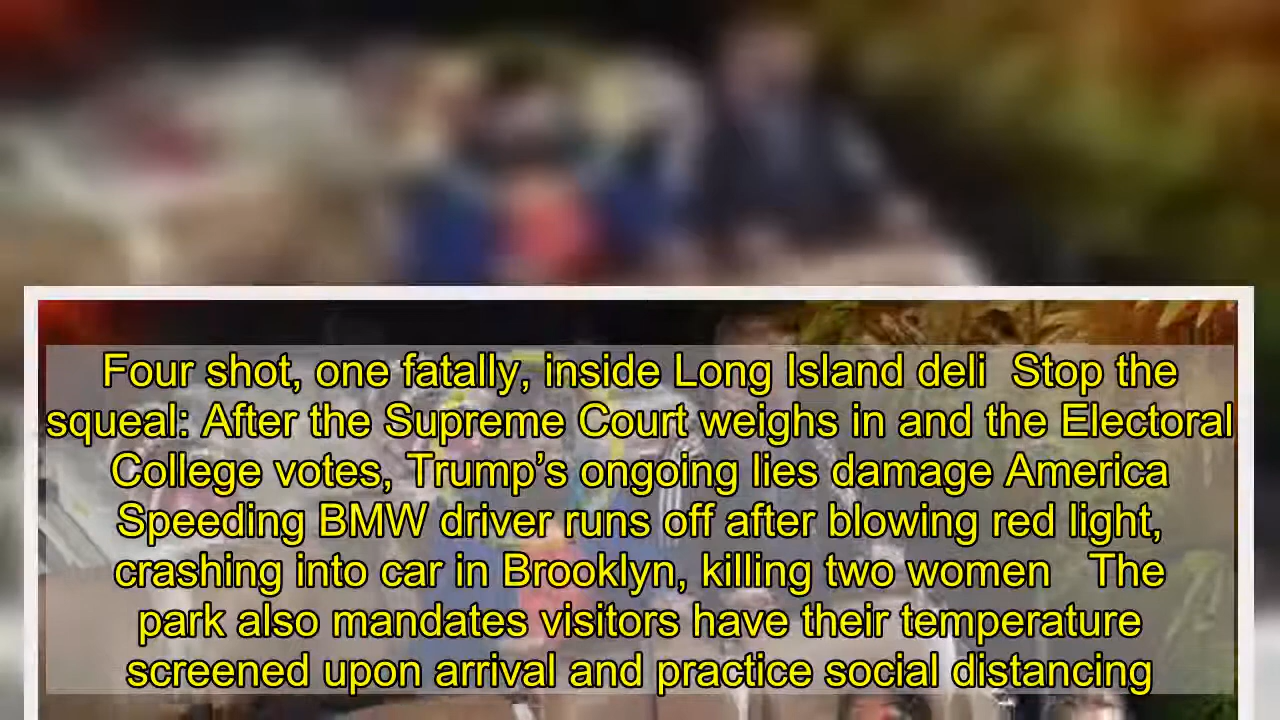 Four shot, one fatally, inside Long Island deli  Stop the
squeal: After the Supreme Court weighs in and the Electoral
College votes, Trump’s ongoing lies damage America
Speeding BMW driver runs off after blowing red light,
crashing into car in Brooklyn, killing two women   The
park also mandates visitors have their temperature
screened upon arrival and practice social distancing